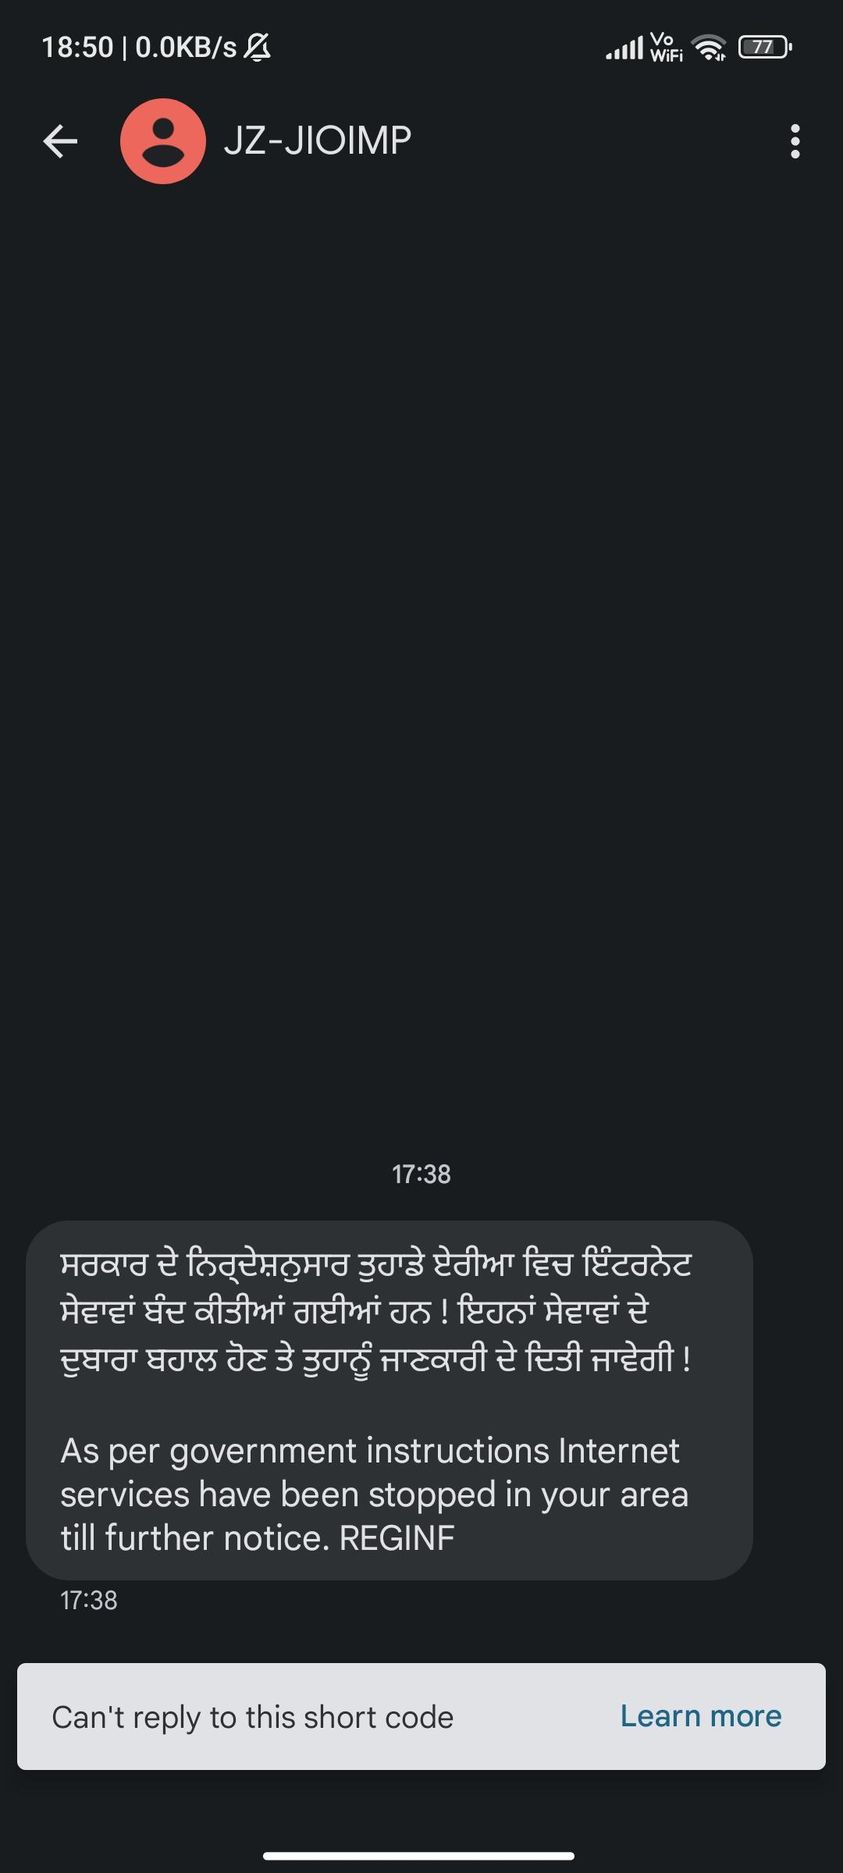 18:50 | 0.0KB/s
Vo
WiFi
77
JZ-JIOIMP
17:38
ਸਰਕਾਰ ਦੇ ਨਿਰ੍ਦੇਸ਼ਨੁਸਾਰ ਤੁਹਾਡੇ ਏਰੀਆ ਵਿਚ ਇੰਟਰਨੇਟ
ਸੇਵਾਵਾਂ ਬੰਦ ਕੀਤੀਆਂ ਗਈਆਂ ਹਨ ! ਇਹਨਾਂ ਸੇਵਾਵਾਂ ਦੇ
ਦੁਬਾਰਾ ਬਹਾਲ ਹੋਣ ਤੇ ਤੁਹਾਨੂੰ ਜਾਣਕਾਰੀ ਦੇ ਦਿਤੀ ਜਾਵੇਗੀ !
As per government instructions Internet
services have been stopped in your area
till further notice. REGINF
17:38
Can't reply to this short code
Learn more